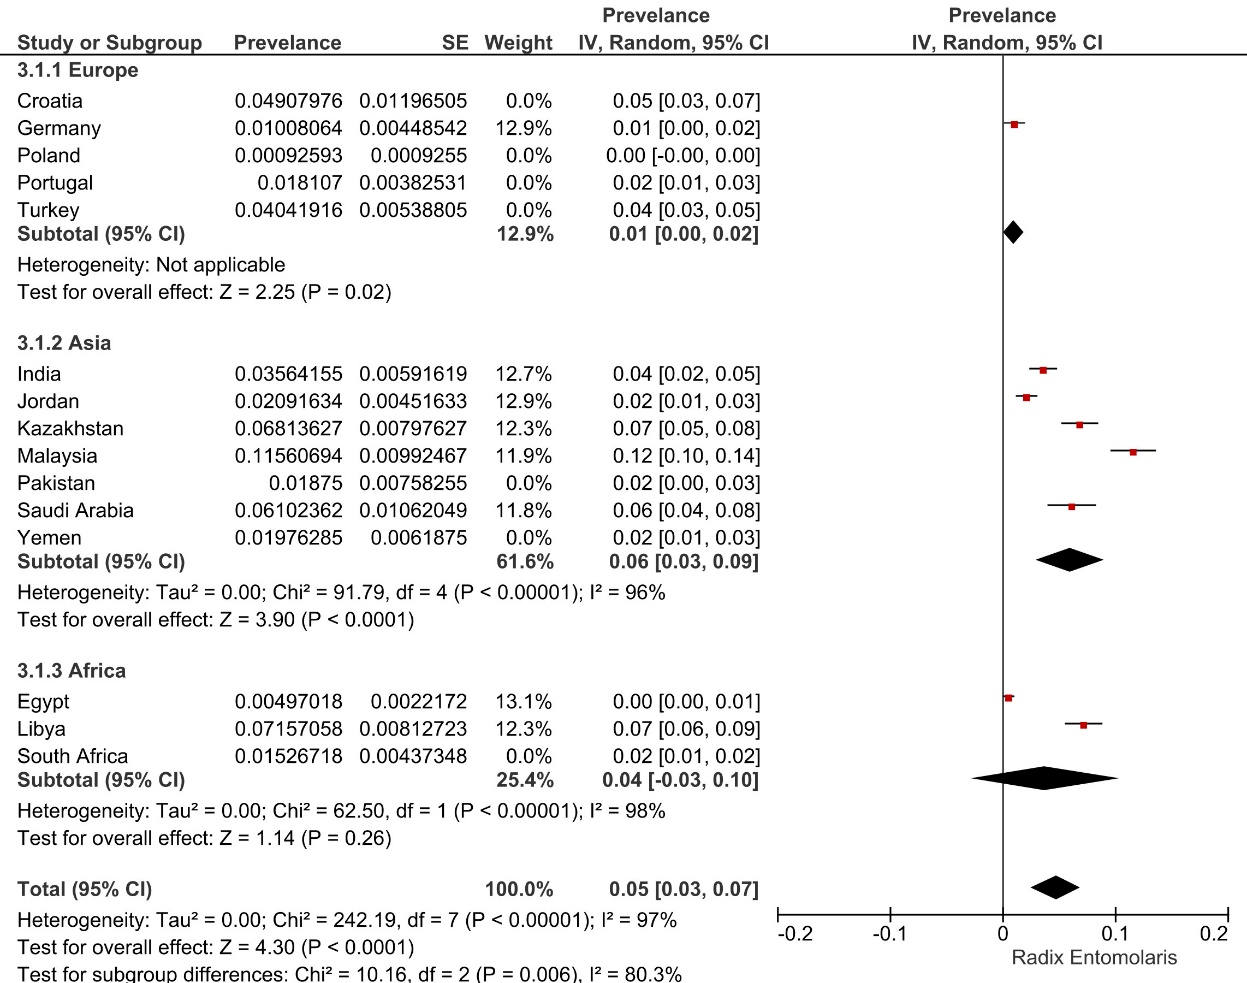 Prevelance Prevelance
Study or Subgroup Prevelance SE Weight IV, Random, 95% CI IV, Random, 95% CI
3.1.1 Europe
Croatia 0.04907976 0.01196505 0.0% 0.05 [0.03, 0.07]
Germany 0.01008064 0.00448542 12.9% 0.01 [0.00, 0.02]
Poland 0.00092593 0.0009255 0.0% 0.00 [-0.00, 0.00]
Portugal 0.018107 0.00382531 0.0% 0.02 [0.01, 0.03]
Turkey 0.04041916 0.00538805 0.0% 0.04 [0.03, 0.05]
Subtotal (95% CI) 12.9% 0.01 [0.00, 0.02]
Heterogeneity: Not applicable
Test for overall effect: Z = 2.25 (P = 0.02)
3.1.2 Asia
India 0.03564155 0.00591619 12.7% 0.04 [0.02, 0.05]
Jordan 0.02091634 0.00451633 12.9% 0.02 [0.01, 0.03]
Kazakhstan 0.06813627 0.00797627 12.3% 0.07 [0.05, 0.08]
Malaysia 0.11560694 0.00992467 11.9% 0.12 [0.10, 0.14]
Pakistan 0.01875 0.00758255 0.0% 0.02 [0.00, 0.03]
Saudi Arabia 0.06102362 0.01062049 11.8% 0.06 [0.04, 0.08]
Yemen 0.01976285 0.0061875 0.0% 0.02 [0.01, 0.03]
Subtotal (95% CI) 61.6% 0.06 [0.03, 0.09]
Heterogeneity: Tau² = 0.00; Chi² = 91.79, df = 4 (P < 0.00001); I² = 96%
Test for overall effect: Z = 3.90 (P < 0.0001)
3.1.3 Africa
Egypt 0.00497018 0.0022172 13.1% 0.00 [0.00, 0.01]
Libya 0.07157058 0.00812723 12.3% 0.07 [0.06, 0.09]
South Africa 0.01526718 0.00437348 0.0% 0.02 [0.01, 0.02]
Subtotal (95% CI) 25.4% 0.04 [-0.03, 0.10]
Heterogeneity: Tau² = 0.00; Chi² = 62.50, df = 1 (P < 0.00001); I² = 98%
Test for overall effect: Z = 1.14 (P = 0.26)
Total (95% CI) 100.0% 0.05 [0.03, 0.07]
Heterogeneity: Tau² = 0.00; Chi² = 242.19, df = 7 (P < 0.00001); I² = 97%
-0.2 -0.1 0 0.1 0.2
Test for overall effect: Z = 4.30 (P < 0.0001)
Radix Entomolaris
Test for subgroup differences: Chi² = 10.16, df = 2 (P = 0.006), I² = 80.3%